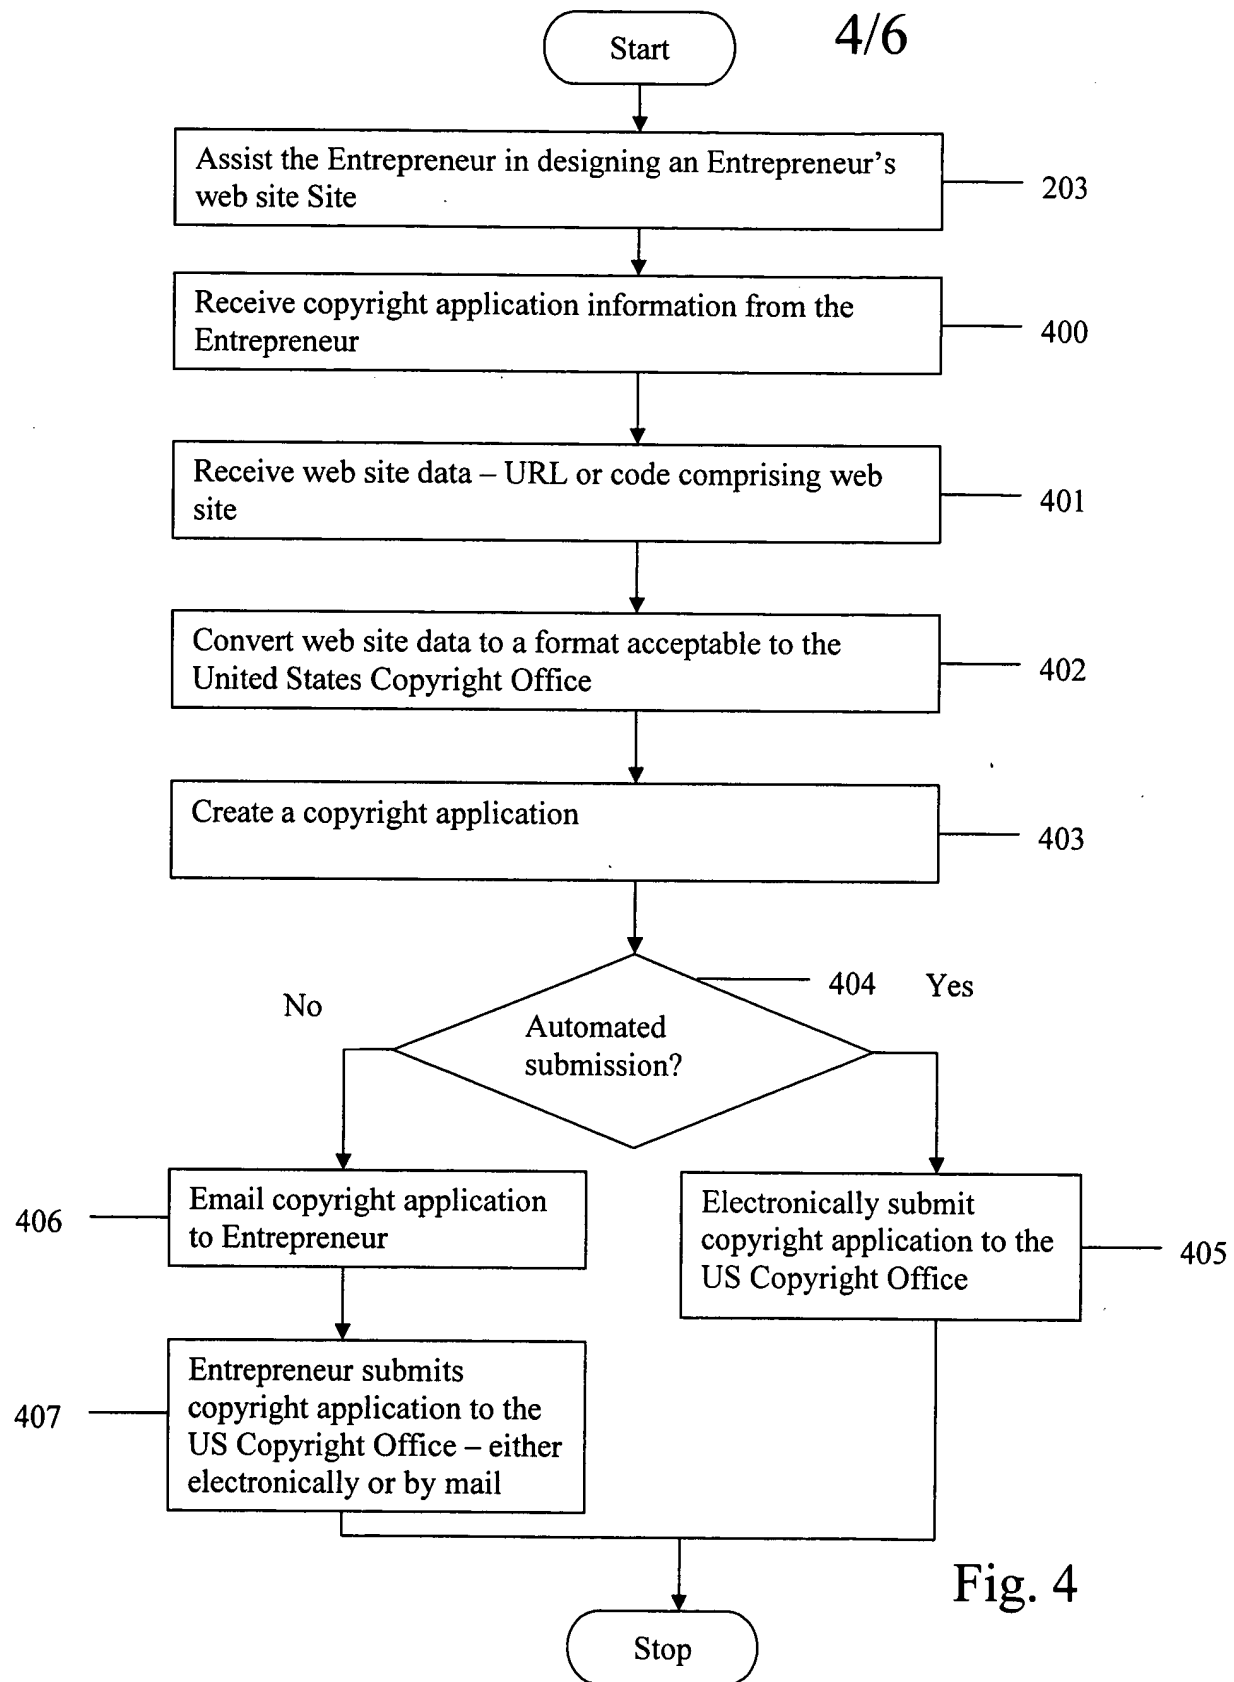 Start
4/6
Assist the Entrepreneur in designing an Entrepreneur's
web site Site
203
Receive copyright application information from the
Entrepreneur
400
Receive web site data – URL or code comprising web
site
401
Convert web site data to a format acceptable to the
United States Copyright Office
402
Create a copyright application
403
404
No
Yes
Automated
submission?
Email copyright application
to Entrepreneur
406
Electronically submit
copyright application to the
US Copyright Office
405
Entrepreneur submits
copyright application to the
US Copyright Office – either
electronically or by mail
407
Fig. 4
Stop